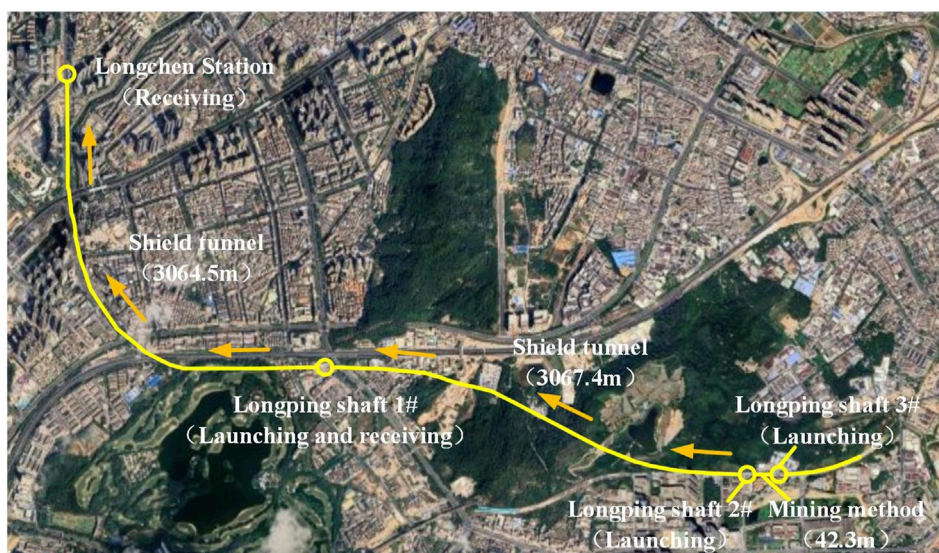 Longchen Station
（Receiving）
Shield tunnel
（3064.5m）
Shield tunnel
（3067.4m）
Longping shaft 1#
（Launching and receiving）
Longping shaft 3#
（Launching）
Longping shaft 2#
（Launching）
Mining method
（42.3m）